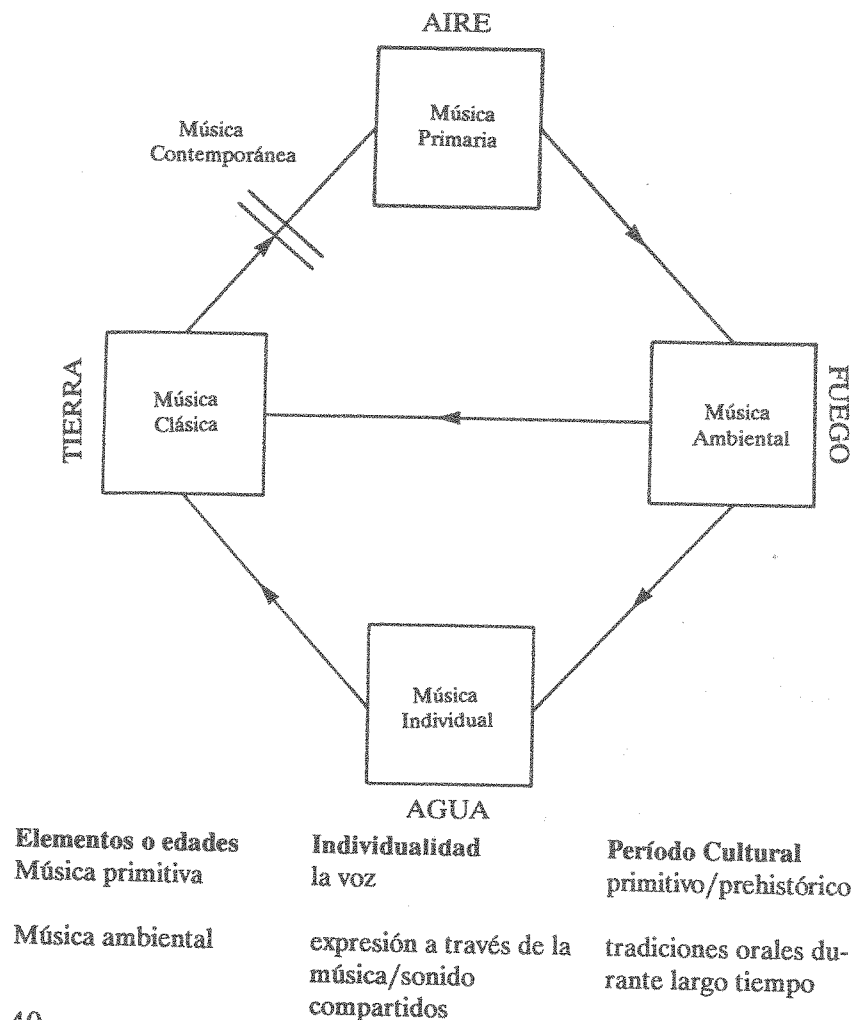 AIRE
Música
Primaria
Música
Contemporánea
TIERRA
Música
Clásica
Música
Ambiental
FUEGO
Música
Individual
AGUA
Elementos o edades
Música primitiva
Individualidad
la voz
Período Cultural
primitivo/prehistórico
Música ambiental
expresión a través de la
música/sonido
compartidos
tradiciones orales du-
rante largo tiempo